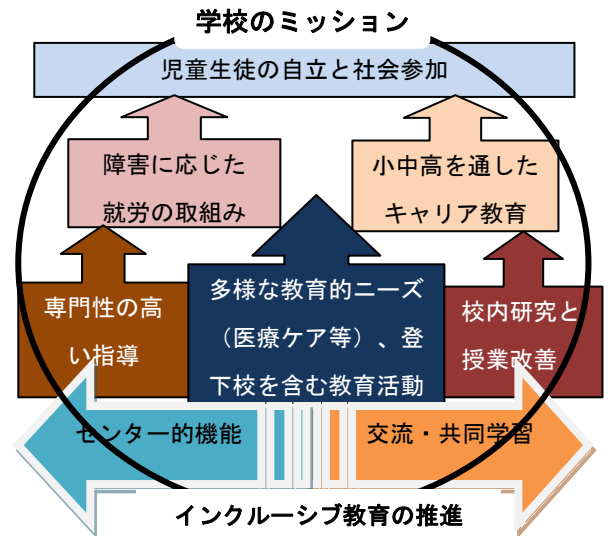 学校のミッション
児童生徒の自立と社会参加
障害に応じた
就労の取組み
小中高を通した
キャリア教育
専門性の高
い指導
多様な教育的ニーズ
（医療ケア等）、登
下校を含む教育活動
校内研究と
授業改善
センター的機能
交流・共同学習
インクルーシブ教育の推進